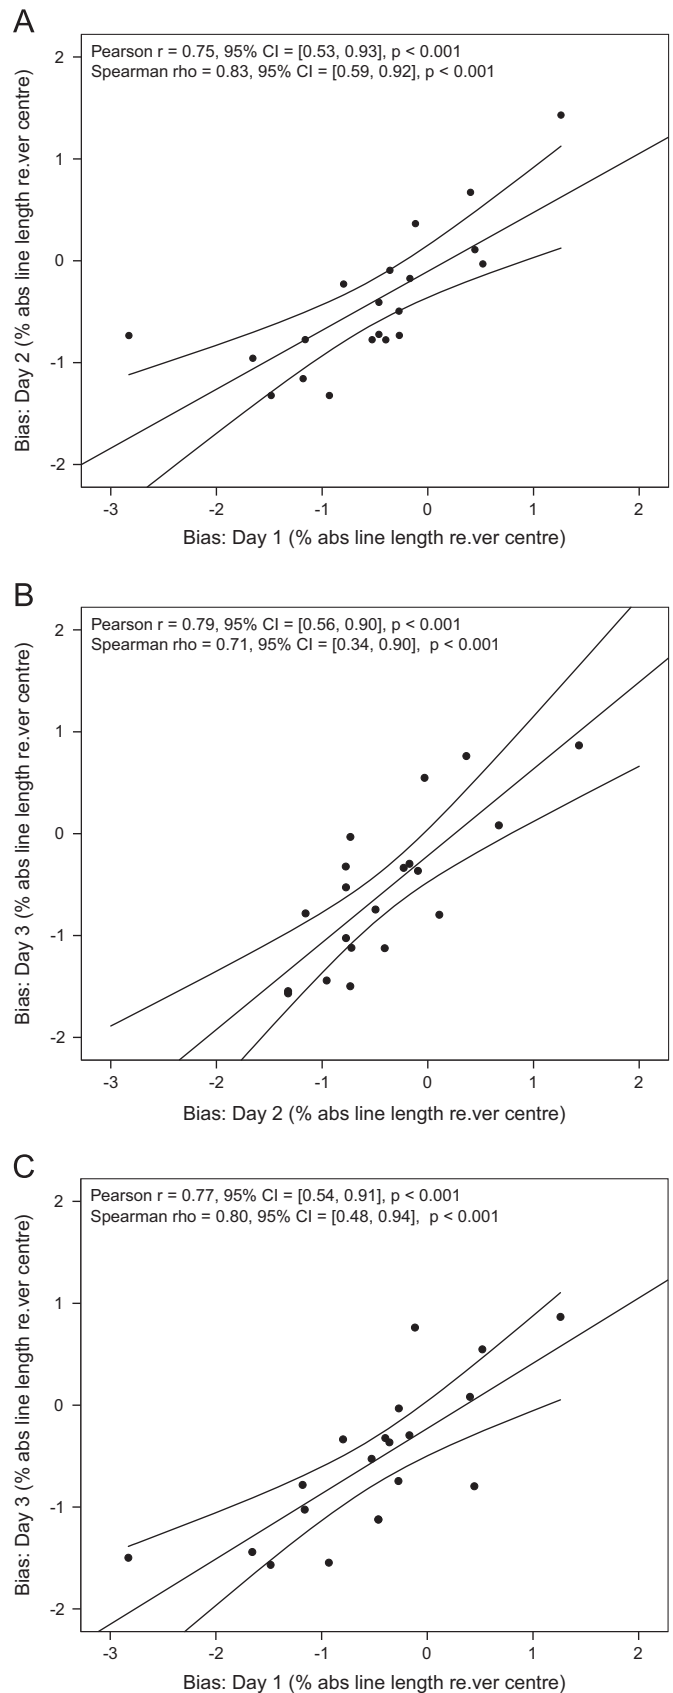 A
Pearson r = 0.75, 95% CI = [0.53, 0.93], p < 0.001
Spearman rho = 0.83, 95% CI = [0.59, 0.92], p < 0.001
Bias: Day 2 (% abs line length re.ver centre)
2
1
0
-1
-2
-3 -2 -1 0 1 2
Bias: Day 1 (% abs line length re.ver centre)
B
Pearson r = 0.79, 95% CI = [0.56, 0.90], p < 0.001
Spearman rho = 0.71, 95% CI = [0.34, 0.90], p < 0.001
Bias: Day 3 (% abs line length re.ver centre)
2
1
0
-1
-2
-3 -2 -1 0 1 2
Bias: Day 2 (% abs line length re.ver centre)
C
Pearson r = 0.77, 95% CI = [0.54, 0.91], p < 0.001
Spearman rho = 0.80, 95% CI = [0.48, 0.94], p < 0.001
Bias: Day 3 (% abs line length re.ver centre)
2
1
0
-1
-2
-3 -2 -1 0 1 2
Bias: Day 1 (% abs line length re.ver centre)